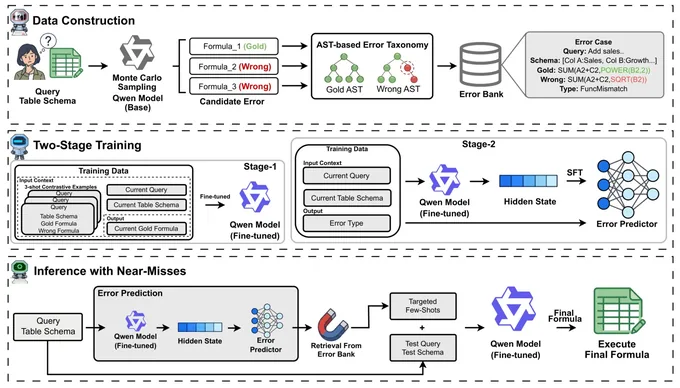 Data Construction
Query
Table Schema
Monte Carlo
Sampling
Qwen Model
(Base)
Formula_1 (Gold)
Formula_2 (Wrong)
Formula_3 (Wrong)
Candidate Error
AST-based Error Taxonomy
Gold AST
Wrong AST
Error Bank
Error Case
Query: Add sales..
Schema: [Col A:Sales, Col B:Growth...]
Gold: SUM(A2+C2,POWER(B2,2))
Wrong: SUM(A2+C2,SQRT(B2))
Type: FuncMismatch
Two-Stage Training
Training Data
Input Context
3-shot Contrastive Examples
Query
Query
Query
Table Schema
Gold Formula
Wrong Formula
Current Query
Current Table Schema
Output
Current Gold Formula
Stage-1
Fine-tuned
Qwen Model
(Fine-tuned)
Training Data
Input Context
Current Query
Current Table Schema
Output
Error Type
Stage-2
Qwen Model
(Fine-tuned)
Hidden State
SFT
Error Predictor
Inference with Near-Misses
Query
Table Schema
Error Prediction
Qwen Model
(Fine-tuned)
Hidden State
Error
Predictor
Retrieval From
Error Bank
Targeted
Few-Shots
+
Test Query
Test Schema
Qwen Model
(Fine-tuned)
Final
Formula
Execute
Final Formula